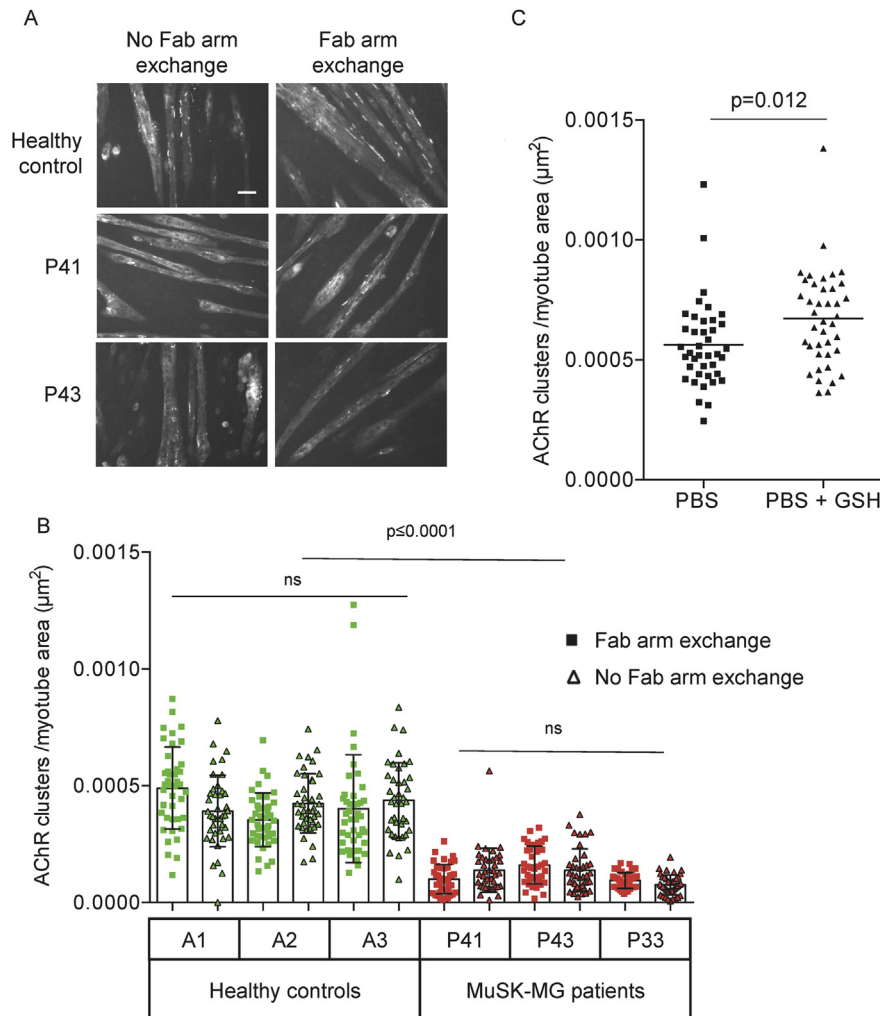 A
No Fab arm
exchange
Fab arm
exchange
Healthy
control
P41
P43
C
p=0.012
AChR clusters /myotube area (µm²)
0.0015
0.0010
0.0005
0.0000
PBS
PBS + GSH
B
p≤0.0001
AChR clusters /myotube area (µm²)
0.0015
0.0010
0.0005
0.0000
ns
ns
Fab arm exchange
No Fab arm exchange
A1 A2 A3 P41 P43 P33
Healthy controls MuSK-MG patients